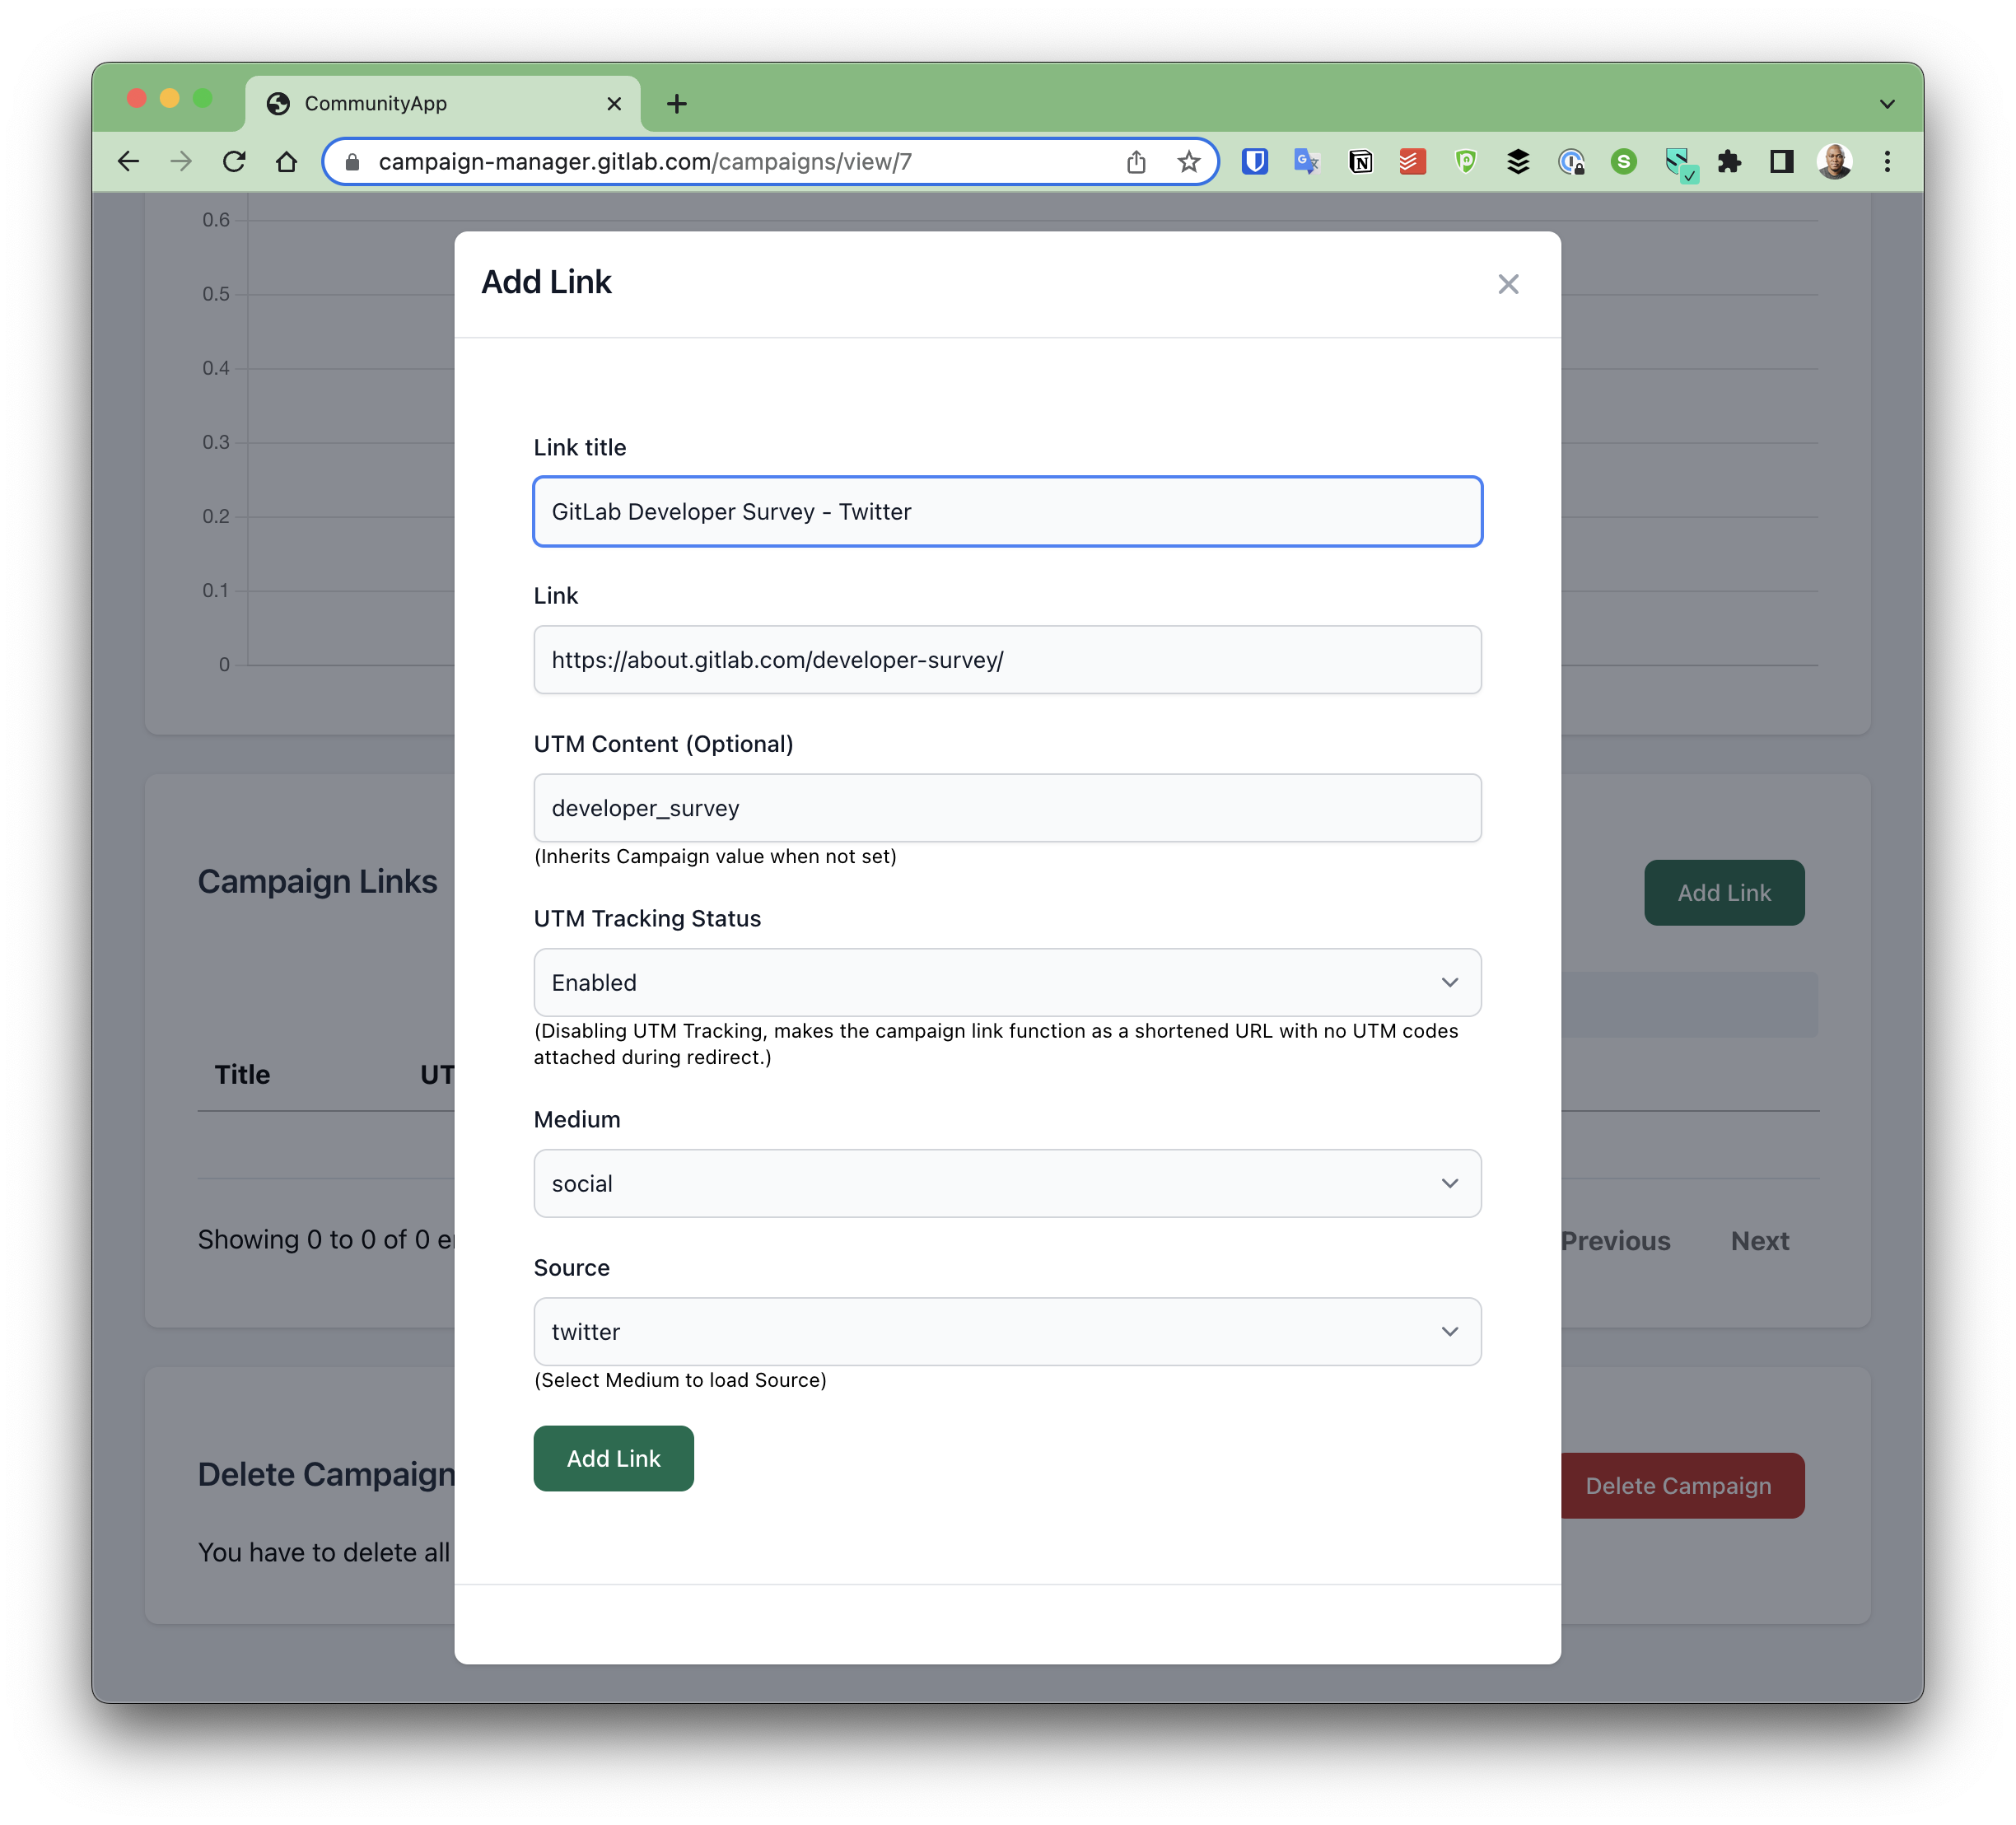 CommunityApp
campaign-manager.gitlab.com/campaigns/view/7
0.6
0.5
0.4
0.3
0.2
0.1
0
Add Link
Link title
GitLab Developer Survey - Twitter
Link
https://about.gitlab.com/developer-survey/
UTM Content (Optional)
developer_survey
(Inherits Campaign value when not set)
UTM Tracking Status
Enabled
(Disabling UTM Tracking, makes the campaign link function as a shortened URL with no UTM codes
attached during redirect.)
Medium
social
Source
twitter
(Select Medium to load Source)
Add Link
Campaign Links
Add Link
Title UT
Showing 0 to 0 of 0
Previous Next
Delete Campaign
Delete Campaign
You have to delete all